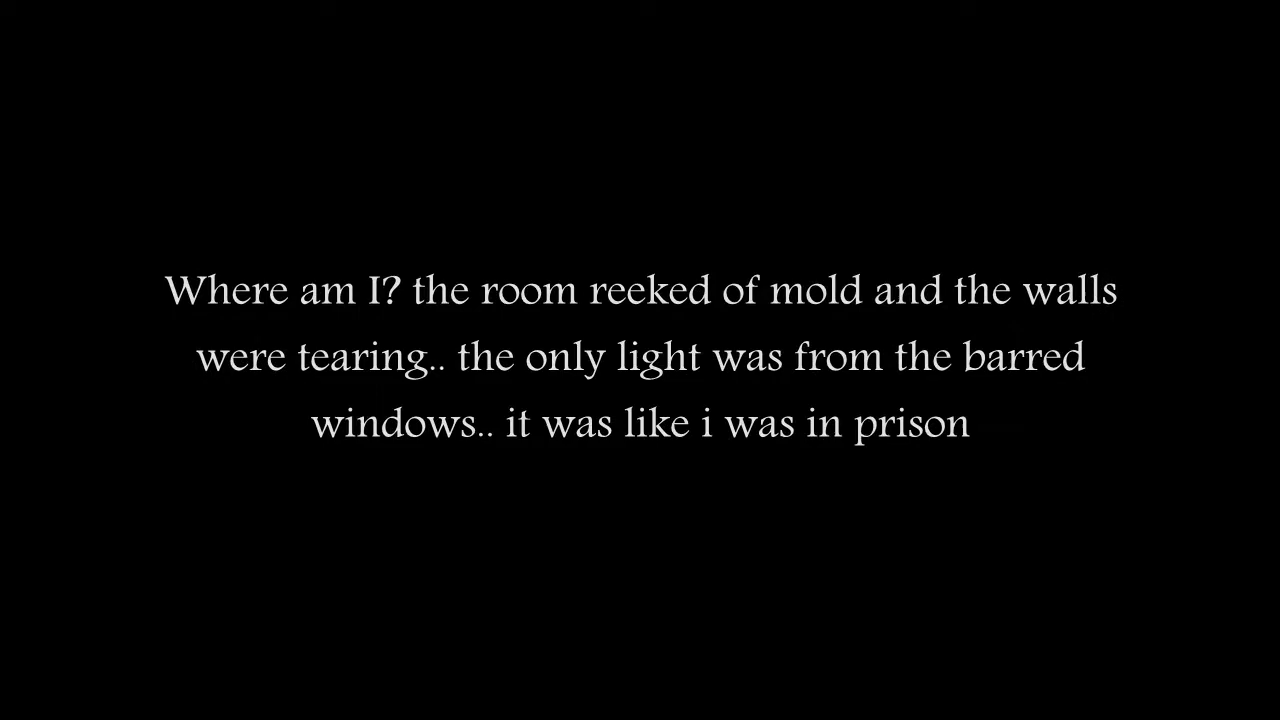 Where am I? the room reeked of mold and the walls
were tearing.. the only light was from the barred
windows.. it was like i was in prison